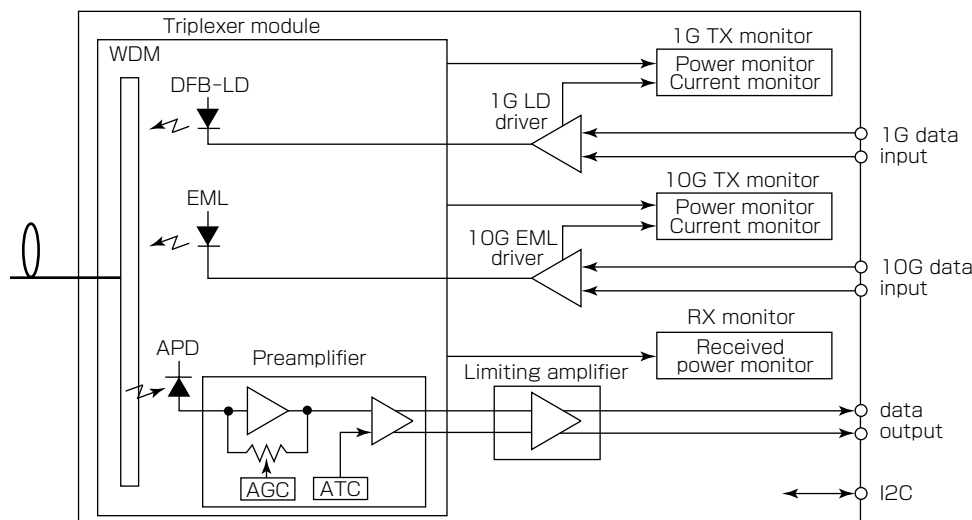 Triplexer module
WDM
DFB-LD
1G LD
driver
1G TX monitor
Power monitor
Current monitor
1G data
input
EML
10G EML
driver
10G TX monitor
Power monitor
Current monitor
10G data
input
APD
Preamplifier
AGC
ATC
Limiting amplifier
RX monitor
Received
power monitor
data
output
I2C